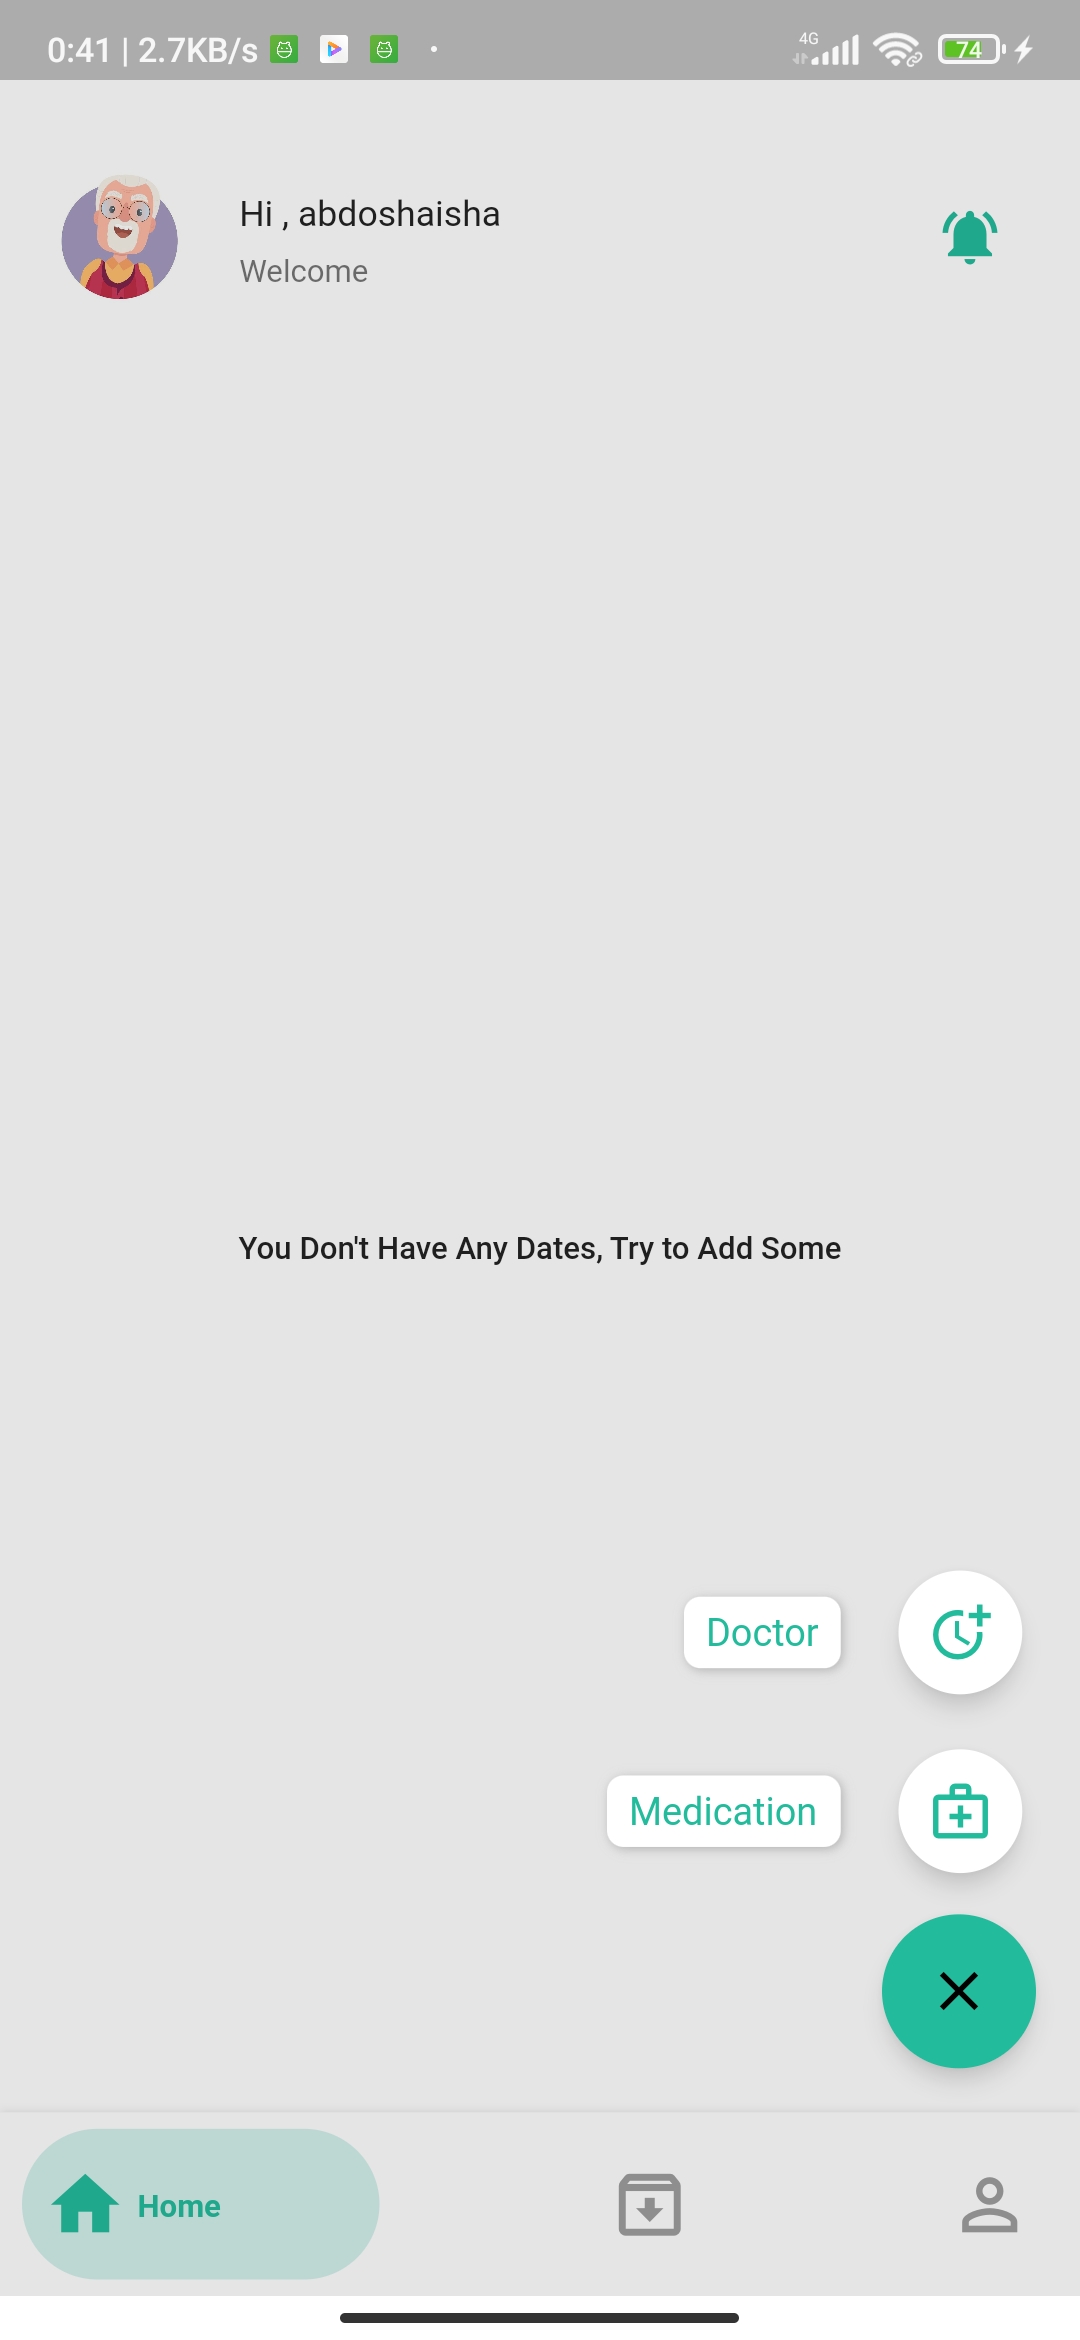 0:41 | 2.7KB/s
4G
74
Hi , abdoshaisha
Welcome
You Don't Have Any Dates, Try to Add Some
Doctor
Medication
Home